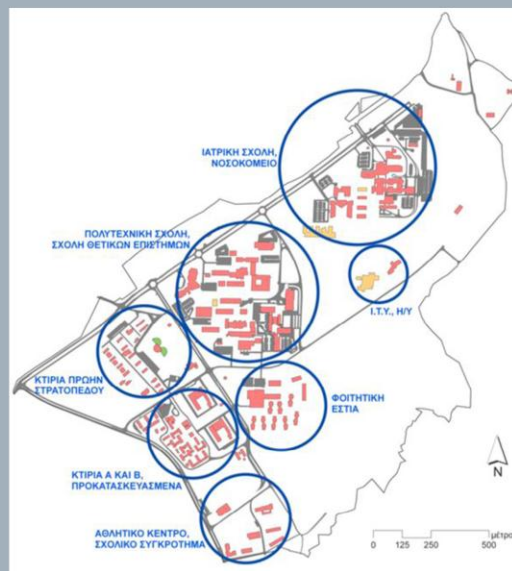 ΙΑΤΡΙΚΗ ΣΧΟΛΗ,
ΝΟΣΟΚΟΜΕΙΟ
ΠΟΛΥΤΕΧΝΙΚΗ ΣΧΟΛΗ,
ΣΧΟΛΗ ΘΕΤΙΚΩΝ ΕΠΙΣΤΗΜΩΝ
Ι.Τ.Υ., Η/Υ
ΚΤΙΡΙΑ ΠΡΩΗΝ
ΣΤΡΑΤΟΠΕΔΟΥ
ΦΟΙΤΗΤΙΚΗ
ΕΣΤΙΑ
ΚΤΙΡΙΑ Α ΚΑΙ Β,
ΠΡΟΚΑΤΑΣΚΕΥΑΣΜΕΝΑ
N
ΑΘΛΗΤΙΚΟ ΚΕΝΤΡΟ,
ΣΧΟΛΙΚΟ ΣΥΓΚΡΟΤΗΜΑ
μέτρα
0 125 250 500